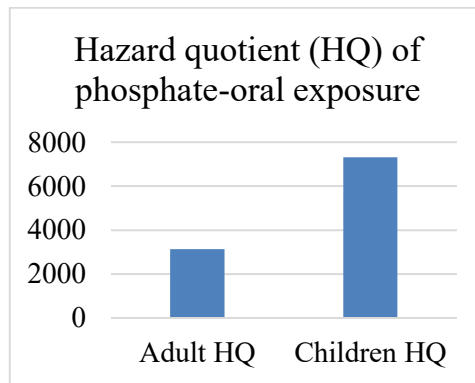 Hazard quotient (HQ) of
phosphate-oral exposure
8000
6000
4000
2000
0
Adult HQ Children HQ